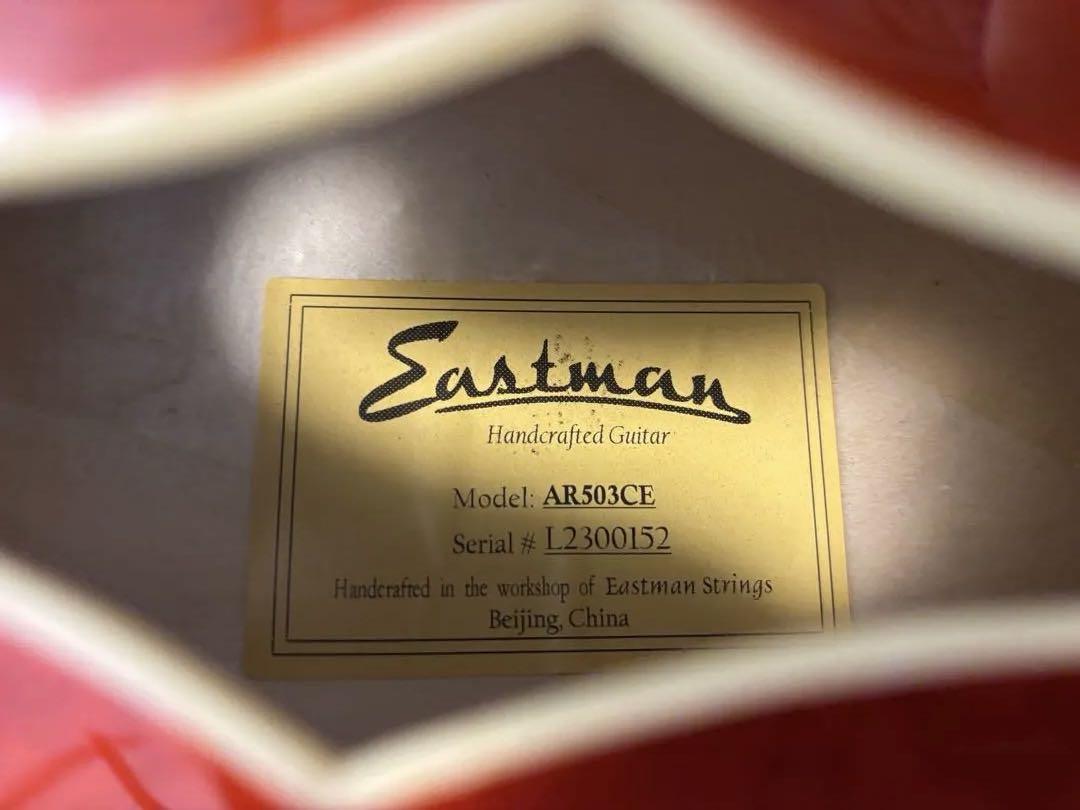 Eastman
Handcrafted Guitar
Model: AR503CE
Serial # L2300152
Handcrafted in the workshop of Eastman Strings
Beijing, China